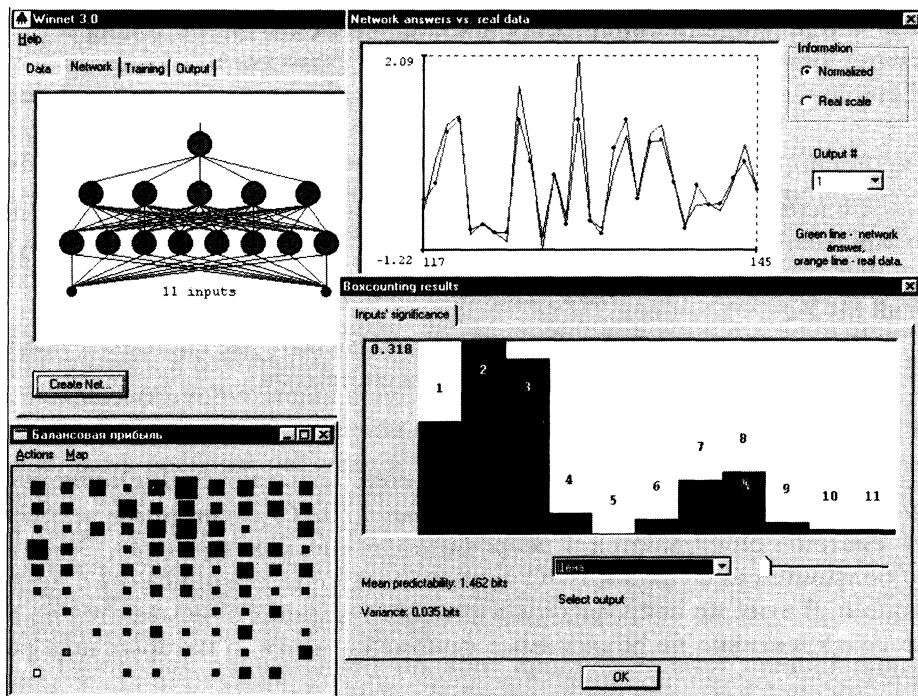 Winnet 3.0
Help
Data Network Training Output
11 inputs
Create Net...
Network answers vs. real data
2.09
-1.22
117
145
Information
Normalized
Real scale
Output #
1
Green line - network
answer,
orange line - real data.
Boxcounting results
Inputs' significance
0.318
1
2
3
4
5
6
7
8
9
10
11
Mean predictability: 1.462 bits
Variance: 0.035 bits
Цена
Select output
OK
Балансовая прибыль
Actions Map